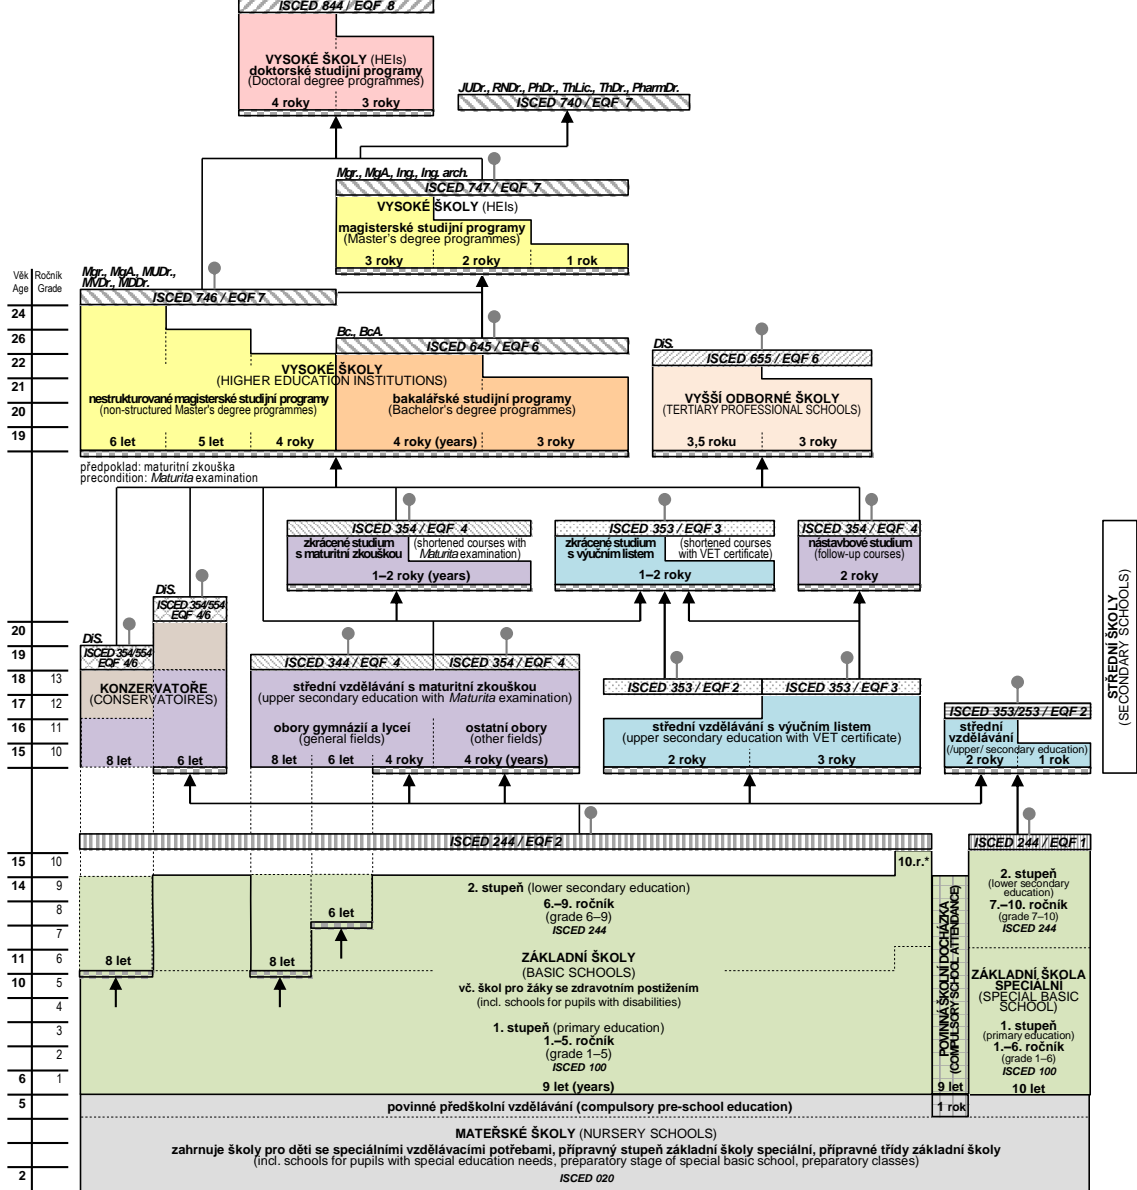 ISCED 844 / EQF 8
VYSOKÉ ŠKOLY (HEIs)
doktorské studijní programy
(Doctoral degree programmes)
4 roky 3 roky
JUDr., RNDr., PhDr., ThLic., ThDr., PharmDr.
ISCED 740 / EQF 7
Mgr., MgA., Ing., Ing. arch.
ISCED 747 / EQF 7
VYSOKÉ ŠKOLY (HEIs)
magisterské studijní programy
(Master's degree programmes)
3 roky 2 roky 1 rok
Věk Ročník
Age Grade
Mgr., MgA., MUDr.,
MVDr., MDDr.
ISCED 746 / EQF 7
24
26
22
21
20
19
Bc., BcA.
ISCED 645 / EQF 6
DiS.
ISCED 655 / EQF 6
VYSOKÉ ŠKOLY
(HIGHER EDUCATION INSTITUTIONS)
nestrukturované magisterské studijní programy
(non-structured Master's degree programmes)
6 let 5 let 4 roky
bakalářské studijní programy
(Bachelor's degree programmes)
4 roky (years) 3 roky
VYŠŠÍ ODBORNÉ ŠKOLY
(TERTIARY PROFESSIONAL SCHOOLS)
3,5 roku 3 roky
předpoklad: maturitní zkouška
precondition: Maturita examination
ISCED 354 / EQF 4
zkrácené studium
s maturitní zkouškou
(shortened courses with
Maturita examination)
1–2 roky (years)
ISCED 353 / EQF 3
zkrácené studium
s výučním listem
(shortened courses
with VET certificate)
1–2 roky
ISCED 354 / EQF 4
nástavbové studium
(follow-up courses)
2 roky
STŘEDNÍ ŠKOLY
(SECONDARY SCHOOLS)
20
19
18 13
17 12
16 11
15 10
DiS.
ISCED 354/554
EQF 4/6
DiS.
ISCED 354/554
EQF 4/6
KONZERVATOŘE
(CONSERVATOIRES)
8 let 6 let
ISCED 344 / EQF 4
ISCED 354 / EQF 4
střední vzdělávání s maturitní zkouškou
(upper secondary education with Maturita examination)
obory gymnázií a lyceí
(general fields)
ostatní obory
(other fields)
8 let 6 let 4 roky 4 roky (years)
ISCED 353 / EQF 2
ISCED 353 / EQF 3
střední vzdělávání s výučním listem
(upper secondary education with VET certificate)
2 roky 3 roky
ISCED 353/253 / EQF 2
střední
vzdělávání
(/upper/ secondary education)
2 roky 1 rok
ISCED 244 / EQF 2
ISCED 244 / EQF 1
15 10
14 9
8
7
11 6
10 5
4
3
2
6 1
5
2
10.r.*
2. stupeň (lower secondary education)
6.–9. ročník
(grade 6–9)
ISCED 244
6 let
8 let
8 let
ZÁKLADNÍ ŠKOLY
(BASIC SCHOOLS)
vč. škol pro žáky se zdravotním postižením
(incl. schools for pupils with disabilities)
1. stupeň (primary education)
1.–5. ročník
(grade 1–5)
ISCED 100
9 let (years)
POVINNÁ ŠKOLNÍ DOCHÁZKA
(COMPULSORY SCHOOL ATTENDANCE)
9 let
1 rok
2. stupeň
(lower secondary
education)
7.–10. ročník
(grade 7–10)
ISCED 244
ZÁKLADNÍ ŠKOLA
SPECIÁLNÍ
(SPECIAL BASIC
SCHOOL)
1. stupeň
(primary education)
1.–6. ročník
(grade 1–6)
ISCED 100
10 let
povinné předškolní vzdělávání (compulsory pre-school education)
MATEŘSKÉ ŠKOLY (NURSERY SCHOOLS)
zahrnuje školy pro děti se speciálními vzdělávacími potřebami, přípravný stupeň základní školy speciální, přípravné třídy základní školy
(incl. schools for pupils with special education needs, preparatory stage of special basic school, preparatory classes)
ISCED 020